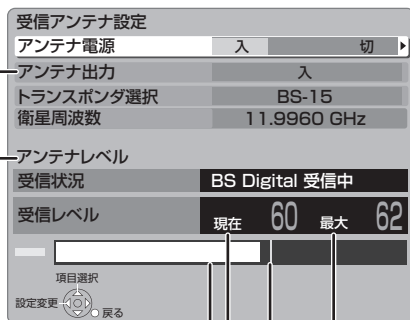 受信アンテナ設定
アンテナ電源 入 切
アンテナ出力 入
トランスポンダ選択 BS-15
衛星周波数 11.9960 GHz
アンテナレベル
受信状況 BS Digital 受信中
受信レベル 現在 60 最大 62
項目選択
設定変更 戻る